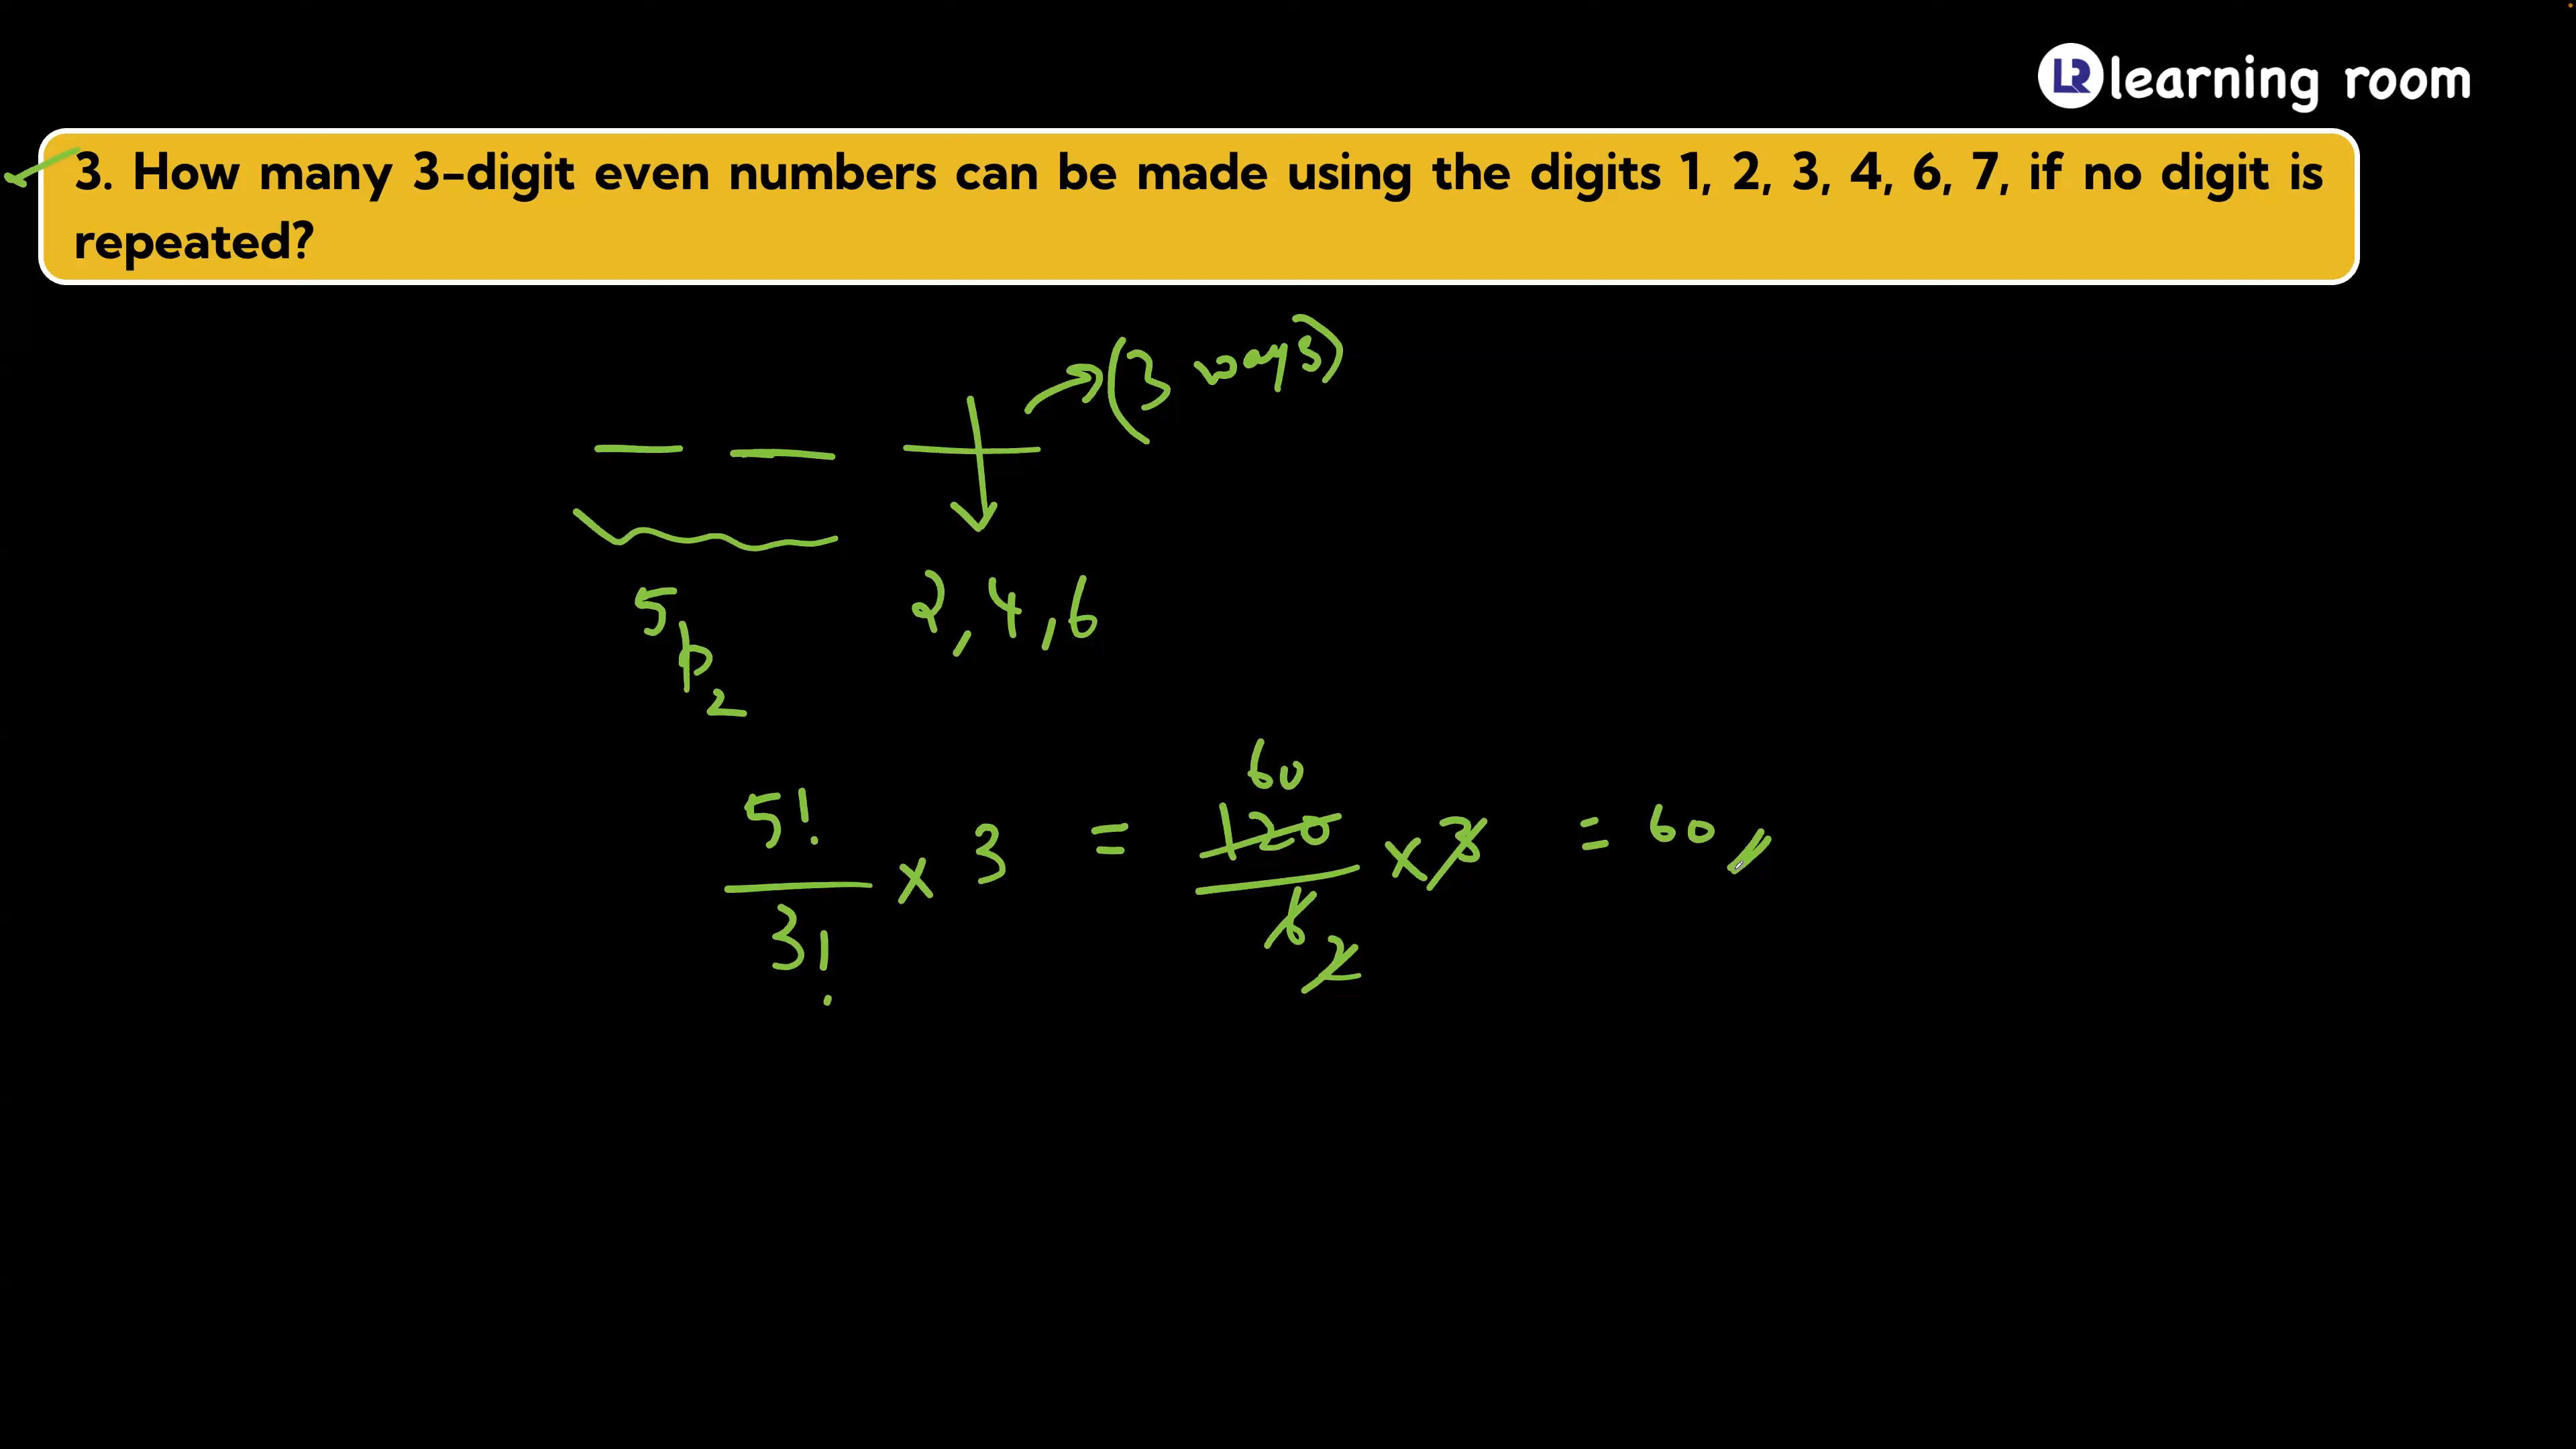 LR learning room
3. How many 3-digit even numbers can be made using the digits 1, 2, 3, 4, 6, 7, if no digit is
repeated?
(3 ways)
5P2 2, 4, 6
60
5! / 3! × 3 = 120 / 6 × 3 = 60
2